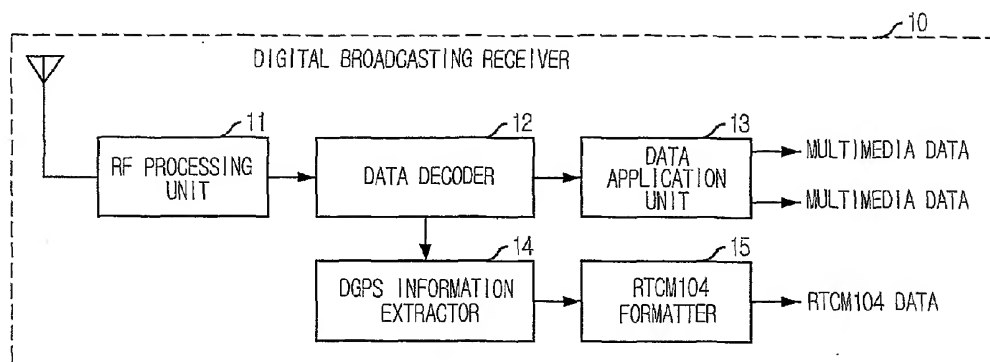 10
DIGITAL BROADCASTING RECEIVER
11
12
13
RF PROCESSING
UNIT
DATA DECODER
DATA
APPLICATION
UNIT
MULTIMEDIA DATA
MULTIMEDIA DATA
14
15
DGPS INFORMATION
EXTRACTOR
RTCM104
FORMATTER
RTCM104 DATA